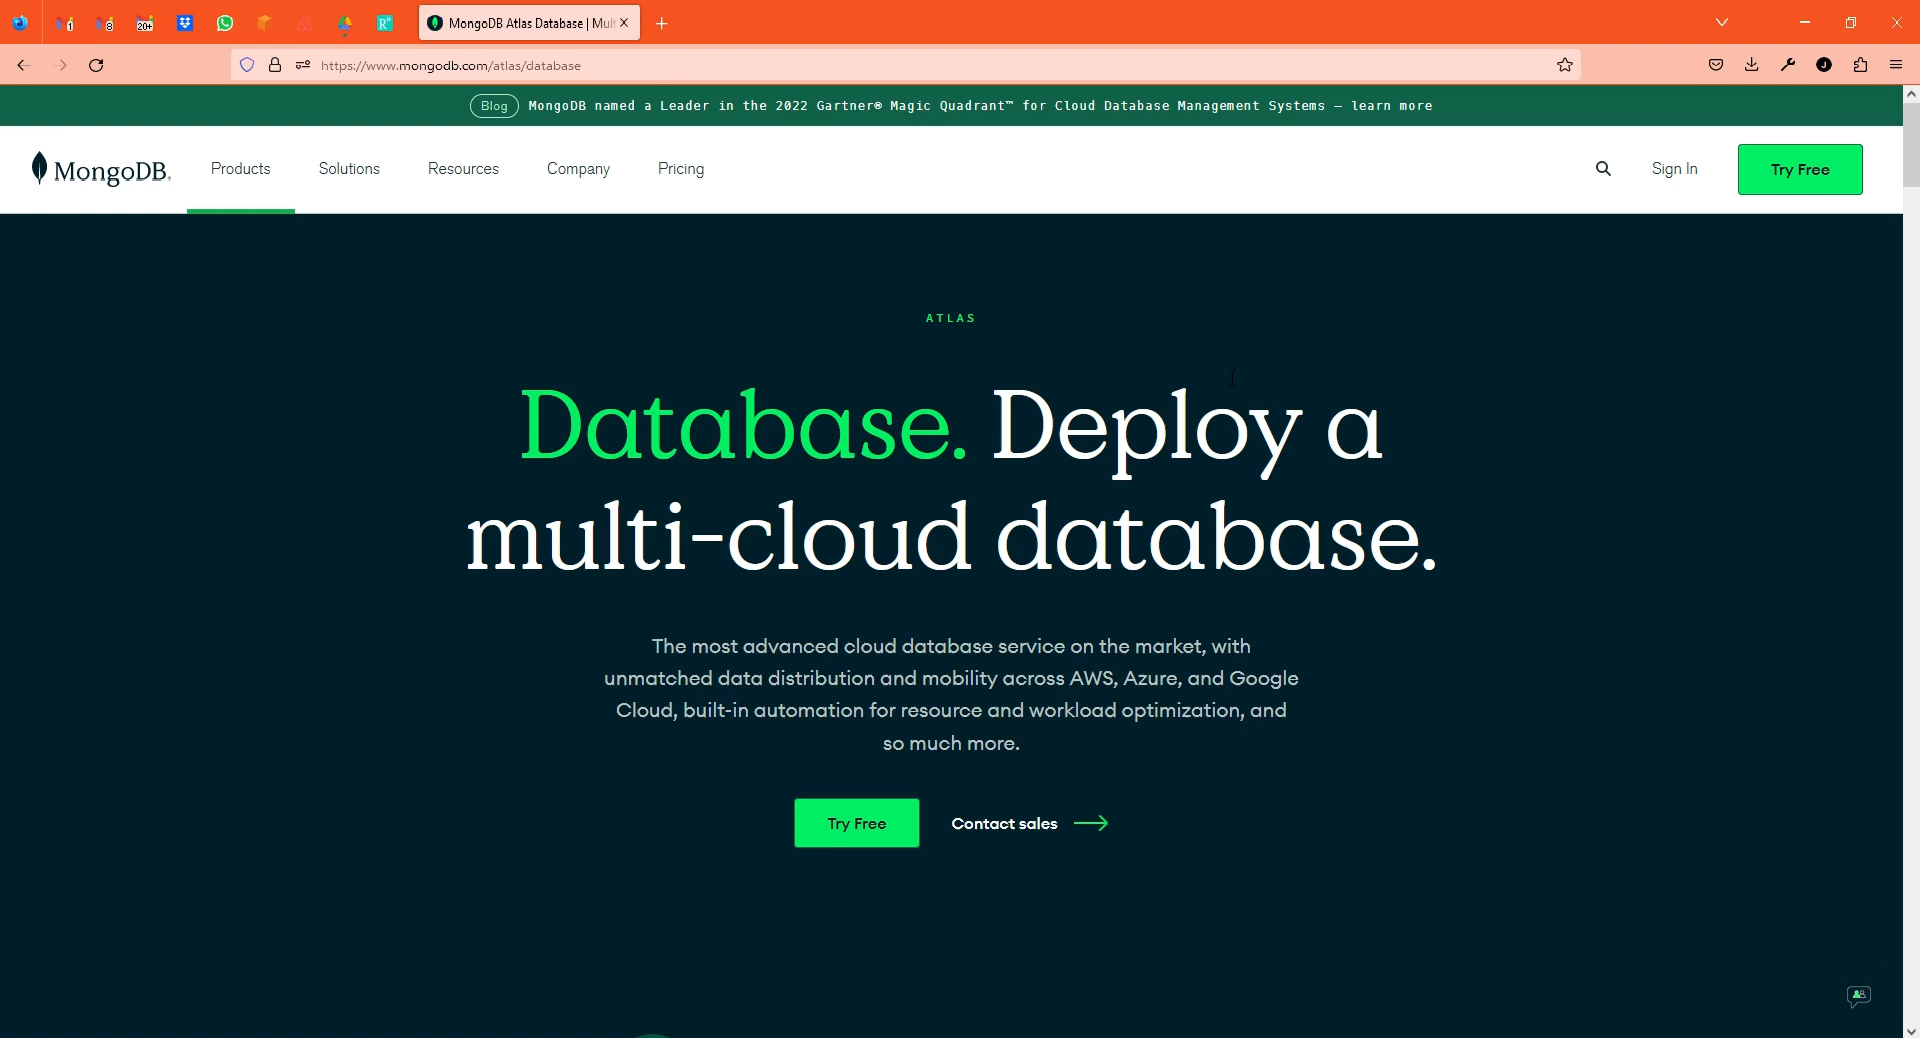 1
8
20+
MongoDB Atlas Database | Mul
https://www.mongodb.com/atlas/database
J
Blog MongoDB named a Leader in the 2022 Gartner® Magic Quadrant™ for Cloud Database Management Systems – learn more
MongoDB®
Products
Solutions
Resources
Company
Pricing
Sign In
Try Free
ATLAS
Database. Deploy a
multi-cloud database.
The most advanced cloud database service on the market, with
unmatched data distribution and mobility across AWS, Azure, and Google
Cloud, built-in automation for resource and workload optimization, and
so much more.
Try Free
Contact sales